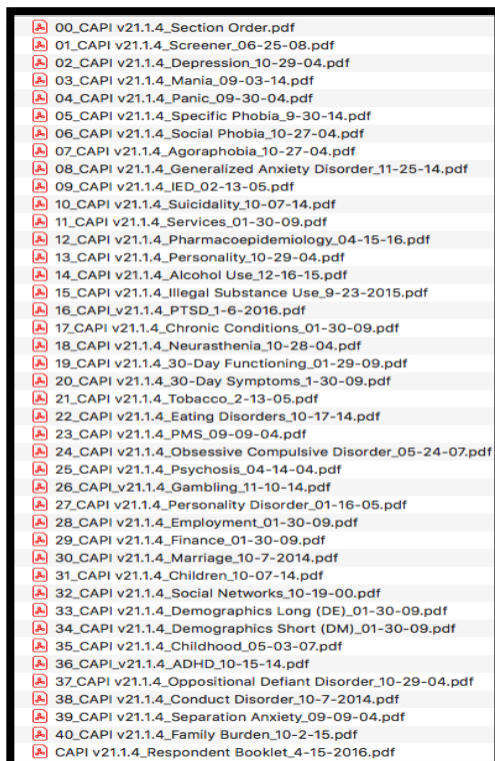 00_CAPI v21.1.4_Section Order.pdf
01_CAPI v21.1.4_Screener_06-25-08.pdf
02_CAPI v21.1.4_Depression_10-29-04.pdf
03_CAPI v21.1.4_Mania_09-03-14.pdf
04_CAPI v21.1.4_Panic_09-30-04.pdf
05_CAPI v21.1.4_Specific Phobia_9-30-14.pdf
06_CAPI v21.1.4_Social Phobia_10-27-04.pdf
07_CAPI v21.1.4_Agoraphobia_10-27-04.pdf
08_CAPI v21.1.4_Generalized Anxiety Disorder_11-25-14.pdf
09_CAPI v21.1.4_IED_02-13-05.pdf
10_CAPI v21.1.4_Suicidality_10-07-14.pdf
11_CAPI v21.1.4_Services_01-30-09.pdf
12_CAPI v21.1.4_Pharmacoepidemiology_04-15-16.pdf
13_CAPI v21.1.4_Personality_10-29-04.pdf
14_CAPI v21.1.4_Alcohol Use_12-16-15.pdf
15_CAPI v21.1.4_Illegal Substance Use_9-23-2015.pdf
16_CAPI_v21.1.4_PTSD_1-6-2016.pdf
17_CAPI v21.1.4_Chronic Conditions_01-30-09.pdf
18_CAPI v21.1.4_Neurasthenia_10-28-04.pdf
19_CAPI v21.1.4_30-Day Functioning_01-29-09.pdf
20_CAPI v21.1.4_30-Day Symptoms_1-30-09.pdf
21_CAPI v21.1.4_Tobacco_2-13-05.pdf
22_CAPI v21.1.4_Eating Disorders_10-17-14.pdf
23_CAPI v21.1.4_PMS_09-09-04.pdf
24_CAPI v21.1.4_Obsessive Compulsive Disorder_05-24-07.pdf
25_CAPI v21.1.4_Psychosis_04-14-04.pdf
26_CAPI_v21.1.4_Gambling_11-10-14.pdf
27_CAPI v21.1.4_Personality Disorder_01-16-05.pdf
28_CAPI v21.1.4_Employment_01-30-09.pdf
29_CAPI v21.1.4_Finance_01-30-09.pdf
30_CAPI v21.1.4_Marriage_10-7-2014.pdf
31_CAPI v21.1.4_Children_10-07-14.pdf
32_CAPI v21.1.4_Social Networks_10-19-00.pdf
33_CAPI v21.1.4_Demographics Long (DE)_01-30-09.pdf
34_CAPI v21.1.4_Demographics Short (DM)_01-30-09.pdf
35_CAPI v21.1.4_Childhood_05-03-07.pdf
36_CAPI_v21.1.4_ADHD_10-15-14.pdf
37_CAPI v21.1.4_Oppositional Defiant Disorder_10-29-04.pdf
38_CAPI v21.1.4_Conduct Disorder_10-7-2014.pdf
39_CAPI v21.1.4_Separation Anxiety_09-09-04.pdf
40_CAPI v21.1.4_Family Burden_10-2-15.pdf
CAPI v21.1.4_Respondent Booklet_4-15-2016.pdf